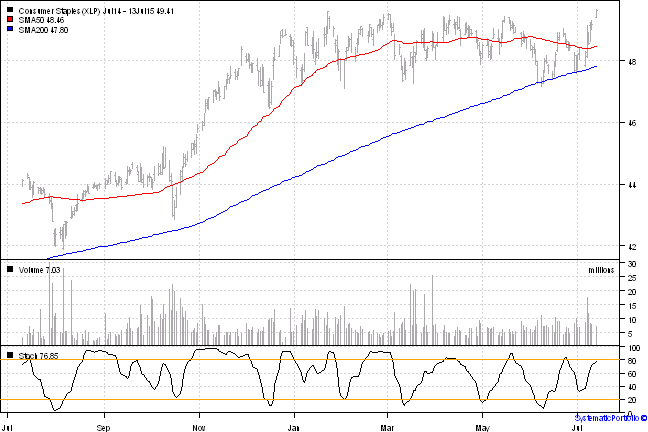 Consumer Staples (XLP) Jul14 - 13Jul15 49.41
SMA50 48.46
SMA200 47.80
48
46
44
42
Volume 7.03
millions
30
25
20
15
10
5
Stoch 76.85
80
60
40
20
Jul
Sep
Nov
Jan
Mar
May
Jul
SystematicPortfolio ©